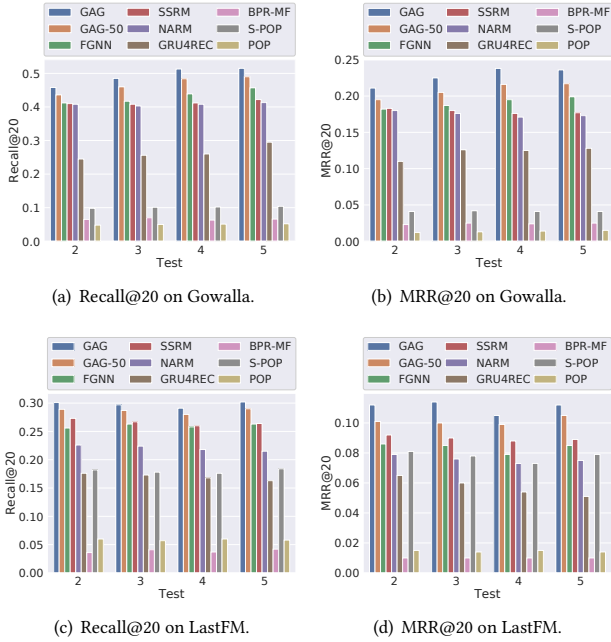 GAG SSRM BPR-MF
GAG-50 NARM S-POP
FGNN GRU4REC POP
0.5
0.4
0.3
0.2
0.1
0.0
Recall@20
2 3 4 5
Test
(a) Recall@20 on Gowalla.
GAG SSRM BPR-MF
GAG-50 NARM S-POP
FGNN GRU4REC POP
0.25
0.20
0.15
0.10
0.05
0.00
MRR@20
2 3 4 5
Test
(b) MRR@20 on Gowalla.
GAG SSRM BPR-MF
GAG-50 NARM S-POP
FGNN GRU4REC POP
0.30
0.25
0.20
0.15
0.10
0.05
0.00
Recall@20
2 3 4 5
Test
(c) Recall@20 on LastFM.
GAG SSRM BPR-MF
GAG-50 NARM S-POP
FGNN GRU4REC POP
0.10
0.08
0.06
0.04
0.02
0.00
MRR@20
2 3 4 5
Test
(d) MRR@20 on LastFM.